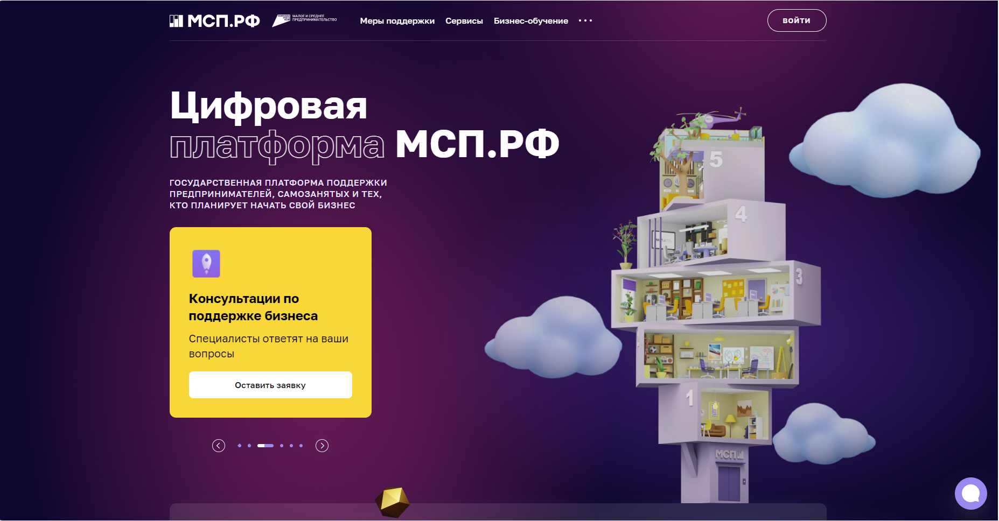 МСП.РФ
МАЛОЕ И СРЕДНЕЕ
ПРЕДПРИНИМАТЕЛЬСТВО
Меры поддержки Сервисы Бизнес-обучение
ВОЙТИ
Цифровая
платформа МСП.РФ
ГОСУДАРСТВЕННАЯ ПЛАТФОРМА ПОДДЕРЖКИ
ПРЕДПРИНИМАТЕЛЕЙ, САМОЗАНЯТЫХ И ТЕХ,
КТО ПЛАНИРУЕТ НАЧАТЬ СВОЙ БИЗНЕС
Консультации по
поддержке бизнеса
Специалисты ответят на ваши
вопросы
Оставить заявку
5
4
МСП
3
1
МСП